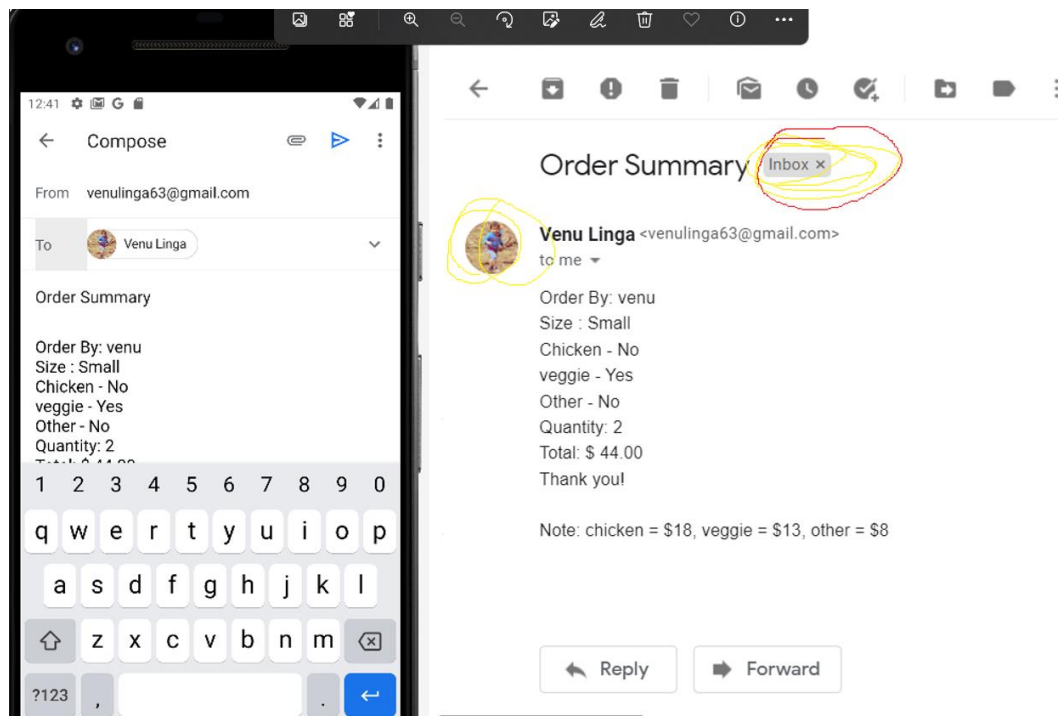 12:41
Compose
From venulinga63@gmail.com
To Venu Linga
Order Summary
Order By: venu
Size : Small
Chicken - No
veggie - Yes
Other - No
Quantity: 2
Total: $ 44.00
1 2 3 4 5 6 7 8 9 0
q w e r t y u i o p
a s d f g h j k l
z x c v b n m
?123 , .
Order Summary Inbox ×
Venu Linga <venulinga63@gmail.com>
to me
Order By: venu
Size : Small
Chicken - No
veggie - Yes
Other - No
Quantity: 2
Total: $ 44.00
Thank you!
Note: chicken = $18, veggie = $13, other = $8
Reply
Forward